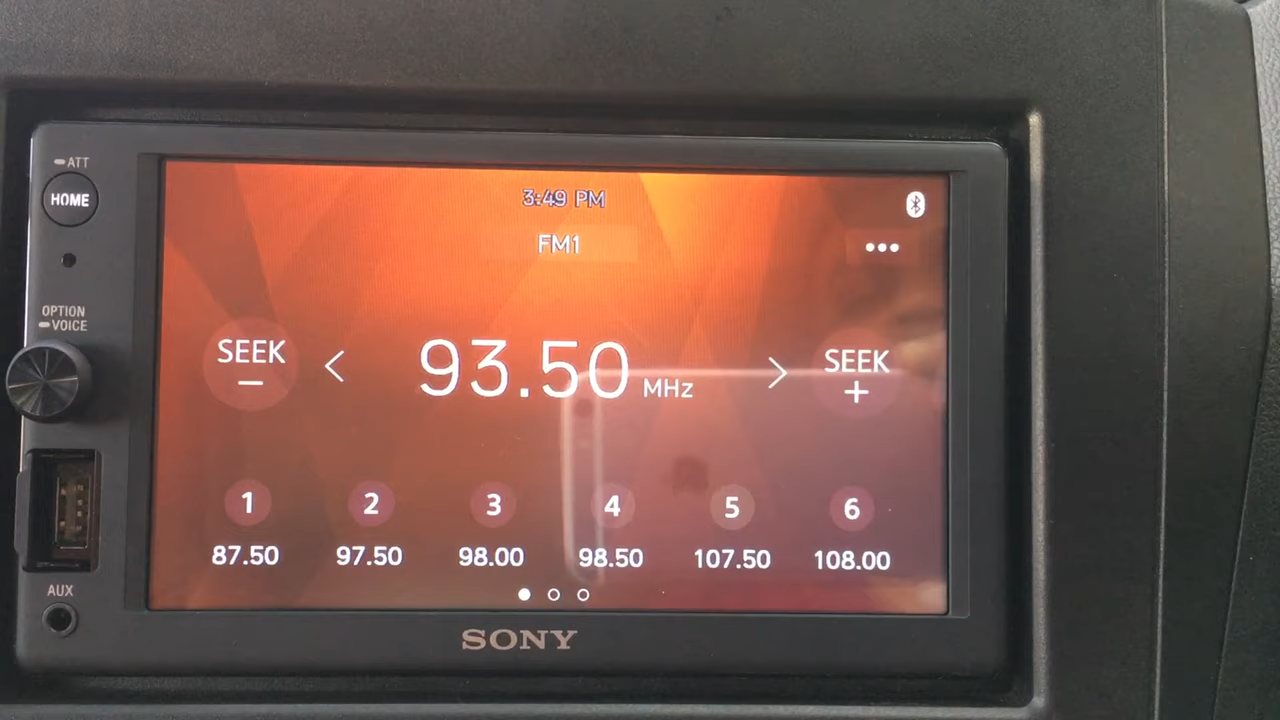 ATT
HOME
3:49 PM
FM1
OPTION
VOICE
SEEK
–
<
93.50 MHz
>
SEEK
+
1 2 3 4 5 6
87.50 97.50 98.00 98.50 107.50 108.00
AUX
SONY